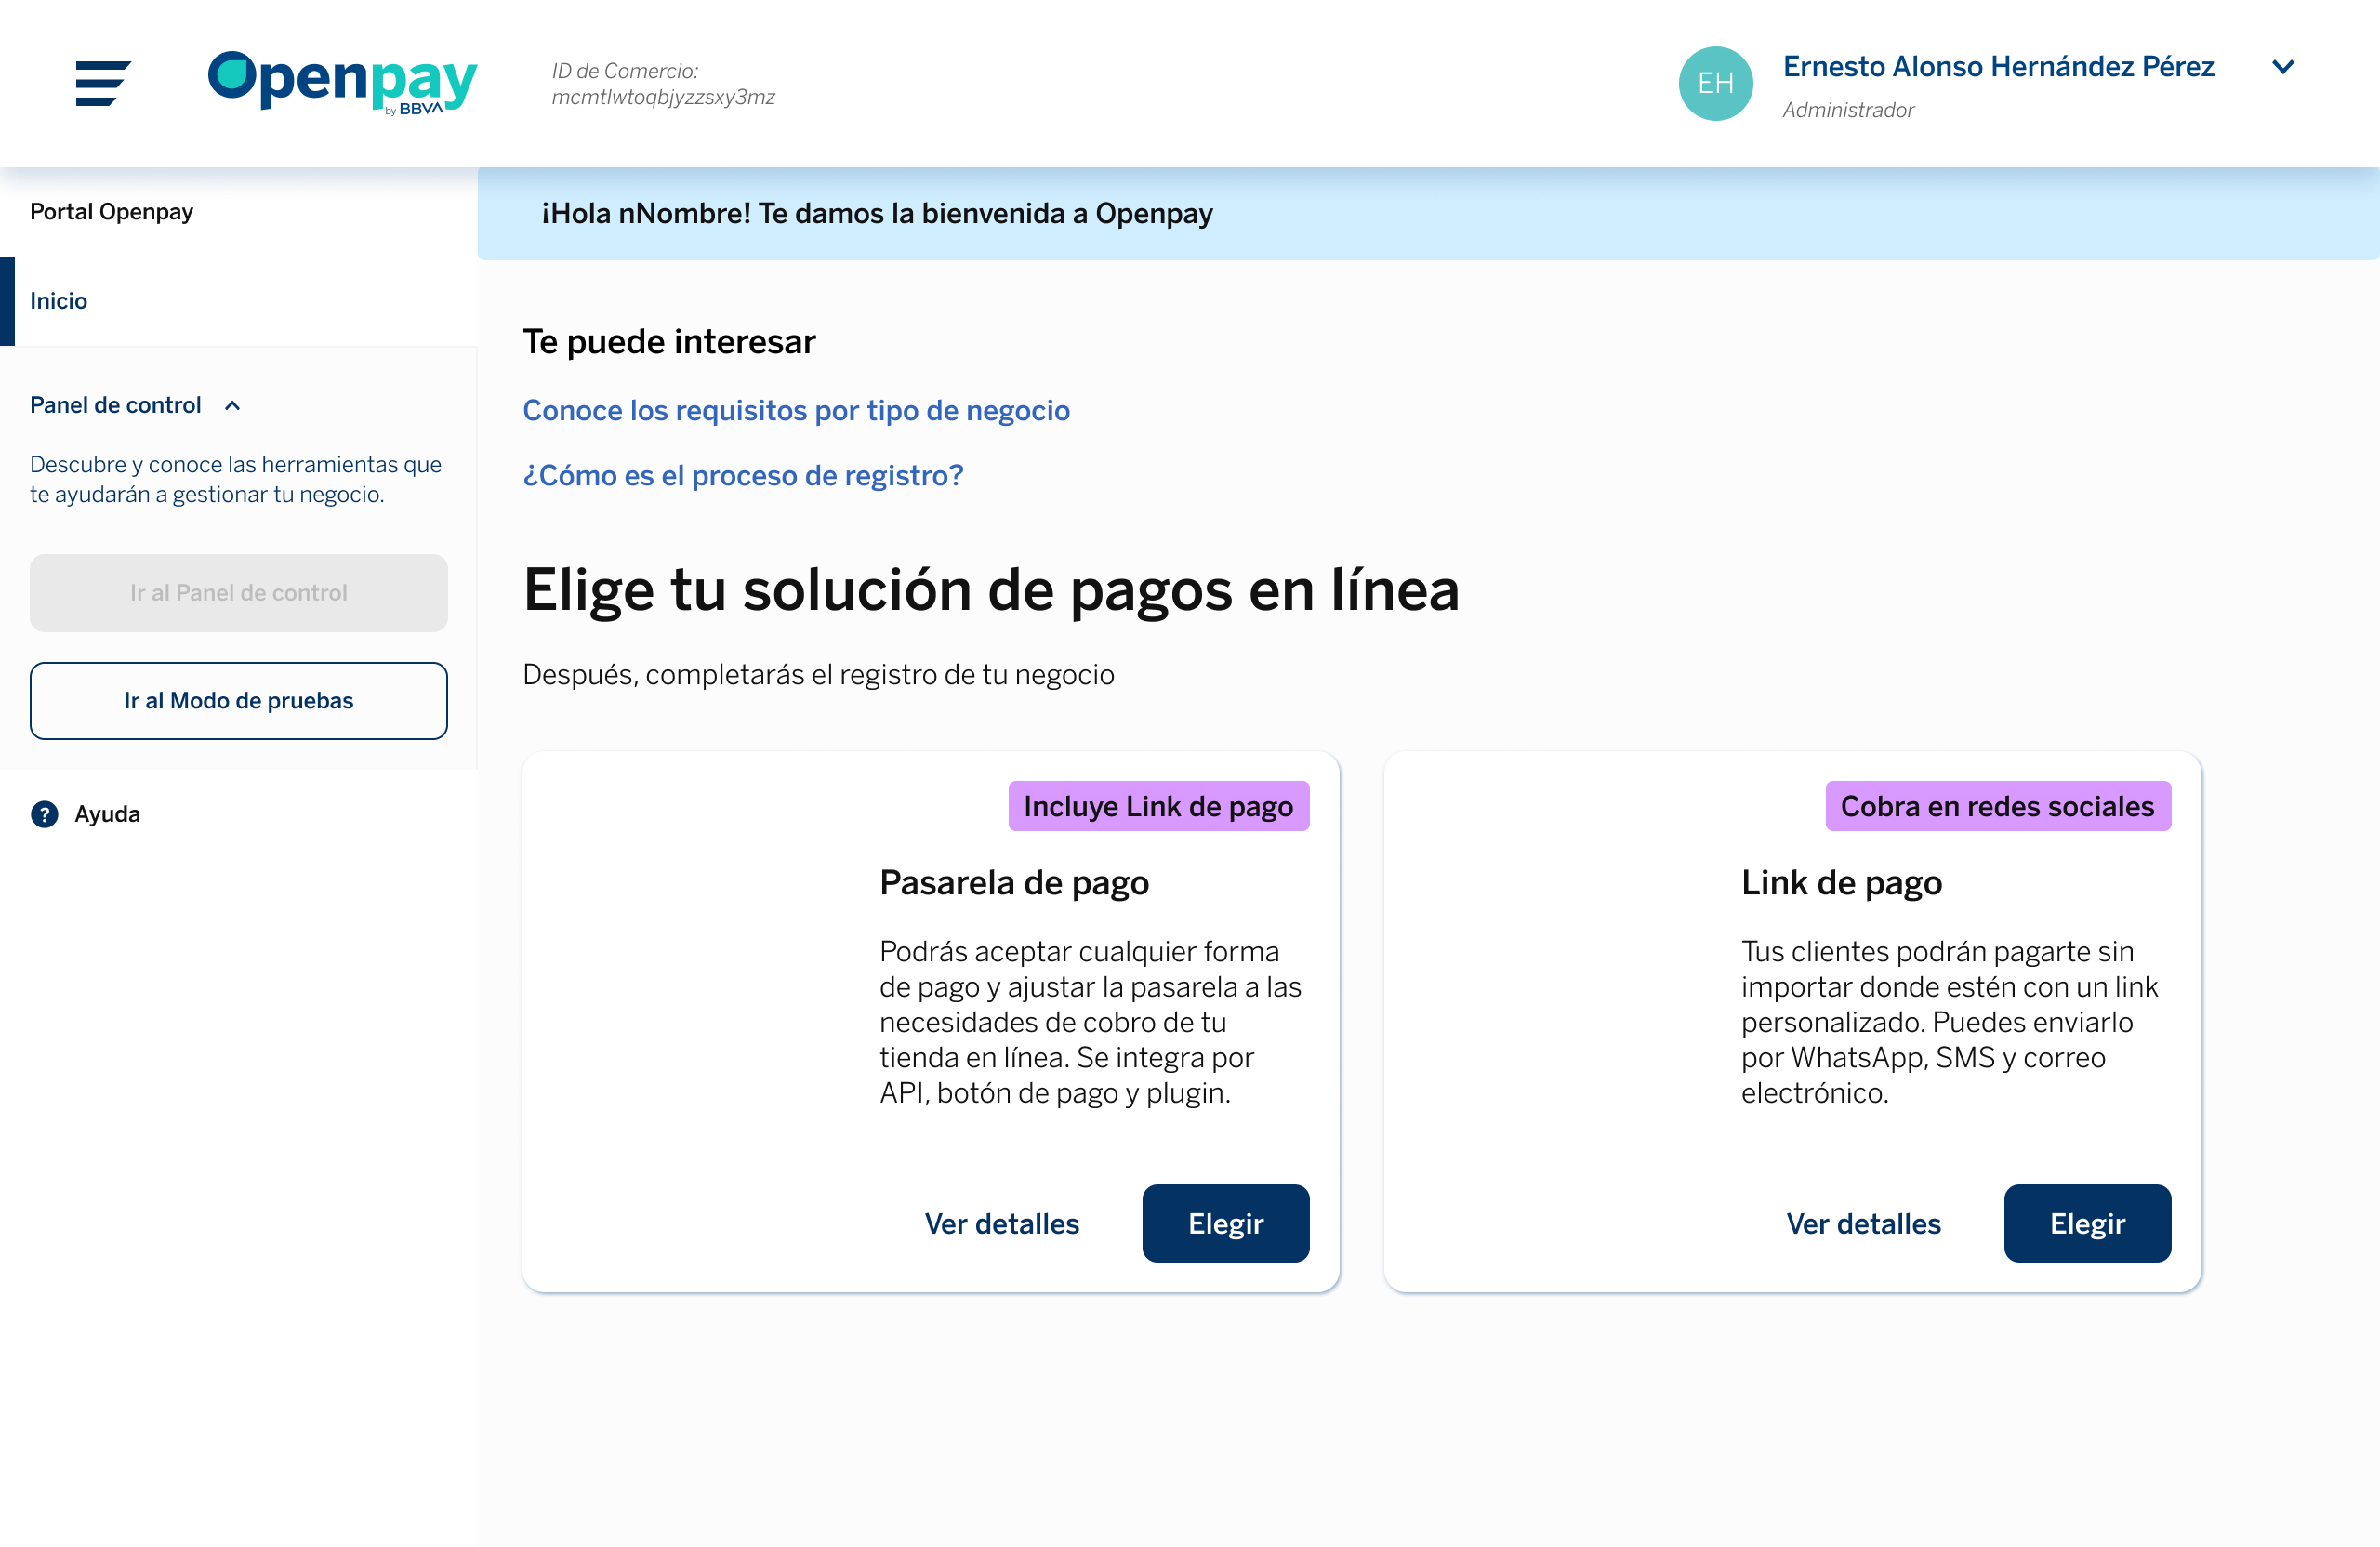 Openpay
by BBVA
ID de Comercio:
mcmtlwtoqbjyzzsxy3mz
EH
Ernesto Alonso Hernández Pérez
Administrador
Portal Openpay
Inicio
Panel de control
Descubre y conoce las herramientas que
te ayudarán a gestionar tu negocio.
Ir al Panel de control
Ir al Modo de pruebas
? Ayuda
¡Hola nNombre! Te damos la bienvenida a Openpay
Te puede interesar
Conoce los requisitos por tipo de negocio
¿Cómo es el proceso de registro?
Elige tu solución de pagos en línea
Después, completarás el registro de tu negocio
Incluye Link de pago
Pasarela de pago
Podrás aceptar cualquier forma
de pago y ajustar la pasarela a las
necesidades de cobro de tu
tienda en línea. Se integra por
API, botón de pago y plugin.
Ver detalles
Elegir
Cobra en redes sociales
Link de pago
Tus clientes podrán pagarte sin
importar donde estén con un link
personalizado. Puedes enviarlo
por WhatsApp, SMS y correo
electrónico.
Ver detalles
Elegir